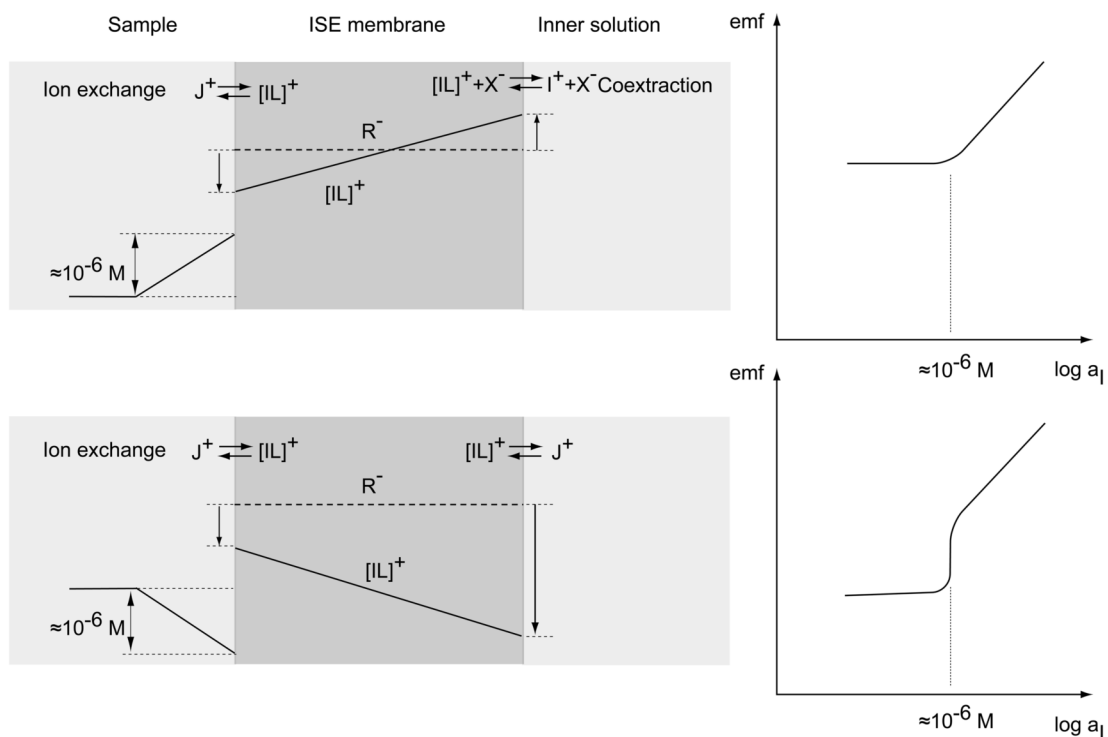 Sample ISE membrane Inner solution
Ion exchange J⁺ ⇌ [IL]⁺ [IL]⁺+X⁻ ⇌ I⁺+X⁻ Coextraction
R⁻
[IL]⁺
≈10⁻⁶ M
emf
≈10⁻⁶ M log aI
Ion exchange J⁺ ⇌ [IL]⁺ [IL]⁺ ⇌ J⁺
R⁻
[IL]⁺
≈10⁻⁶ M
emf
≈10⁻⁶ M log aI